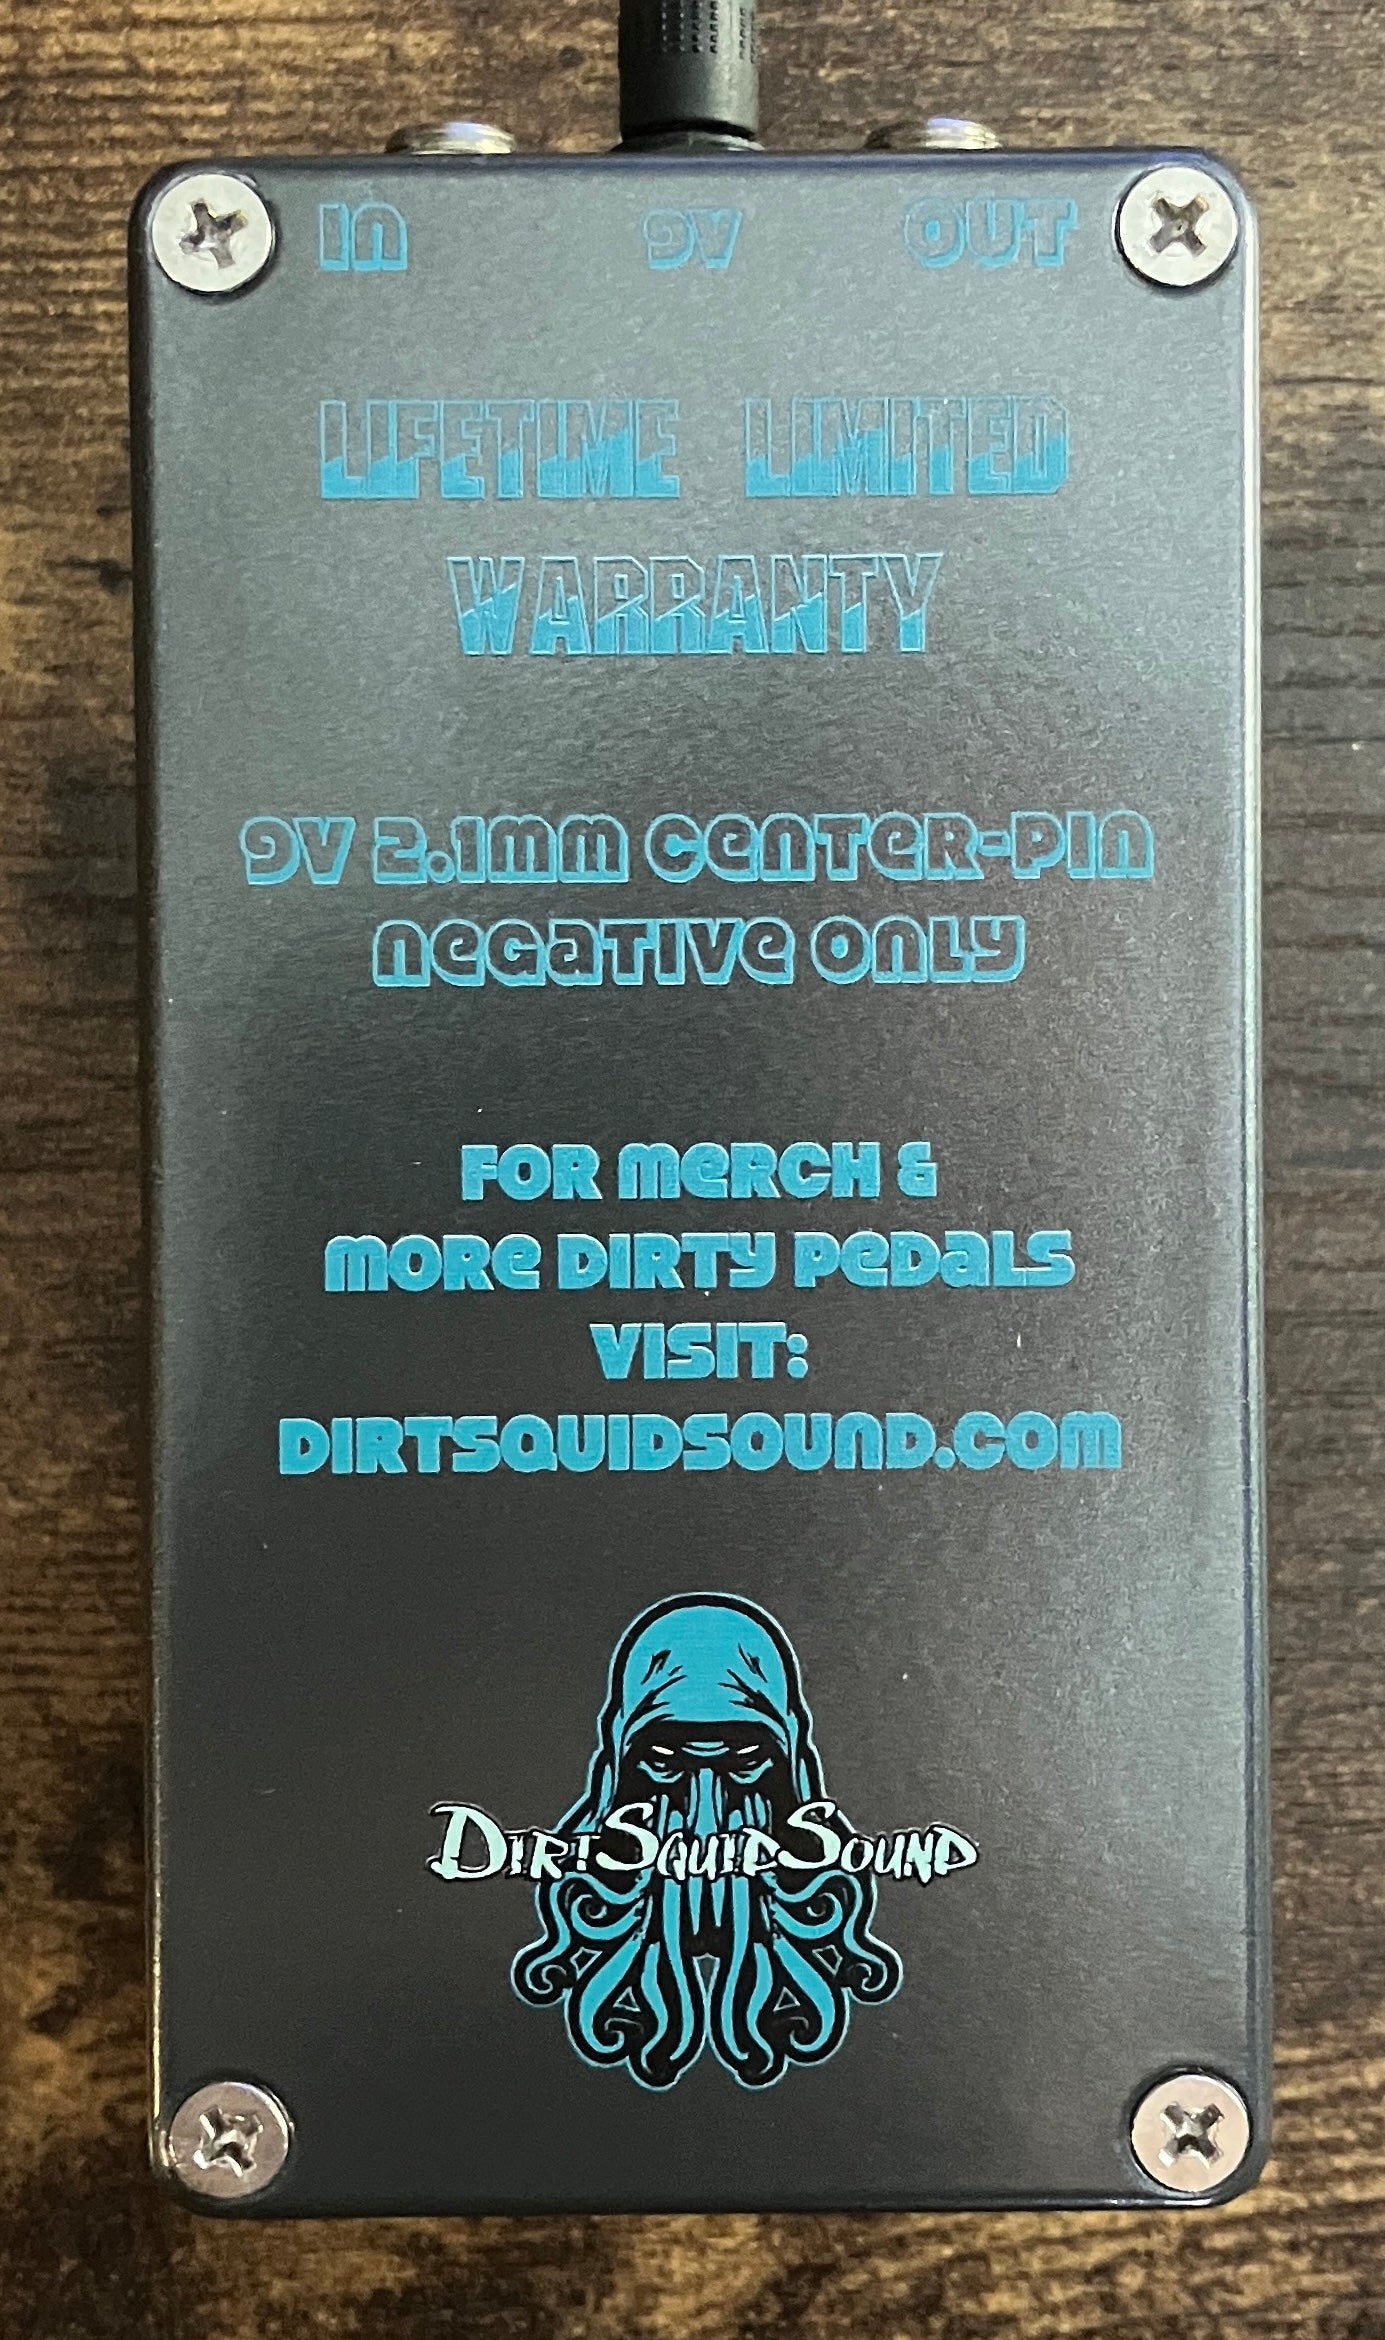 IN 9V OUT
LIFETIME LIMITED
WARRANTY
9V 2.1mm CenTeR-PIn
neGaTIVe OnLY
FOR meRCH &
mORe DIRTY PeDaLS
VISIT:
DIRTSQUIDSOUnD.COm
DirtSquidSound